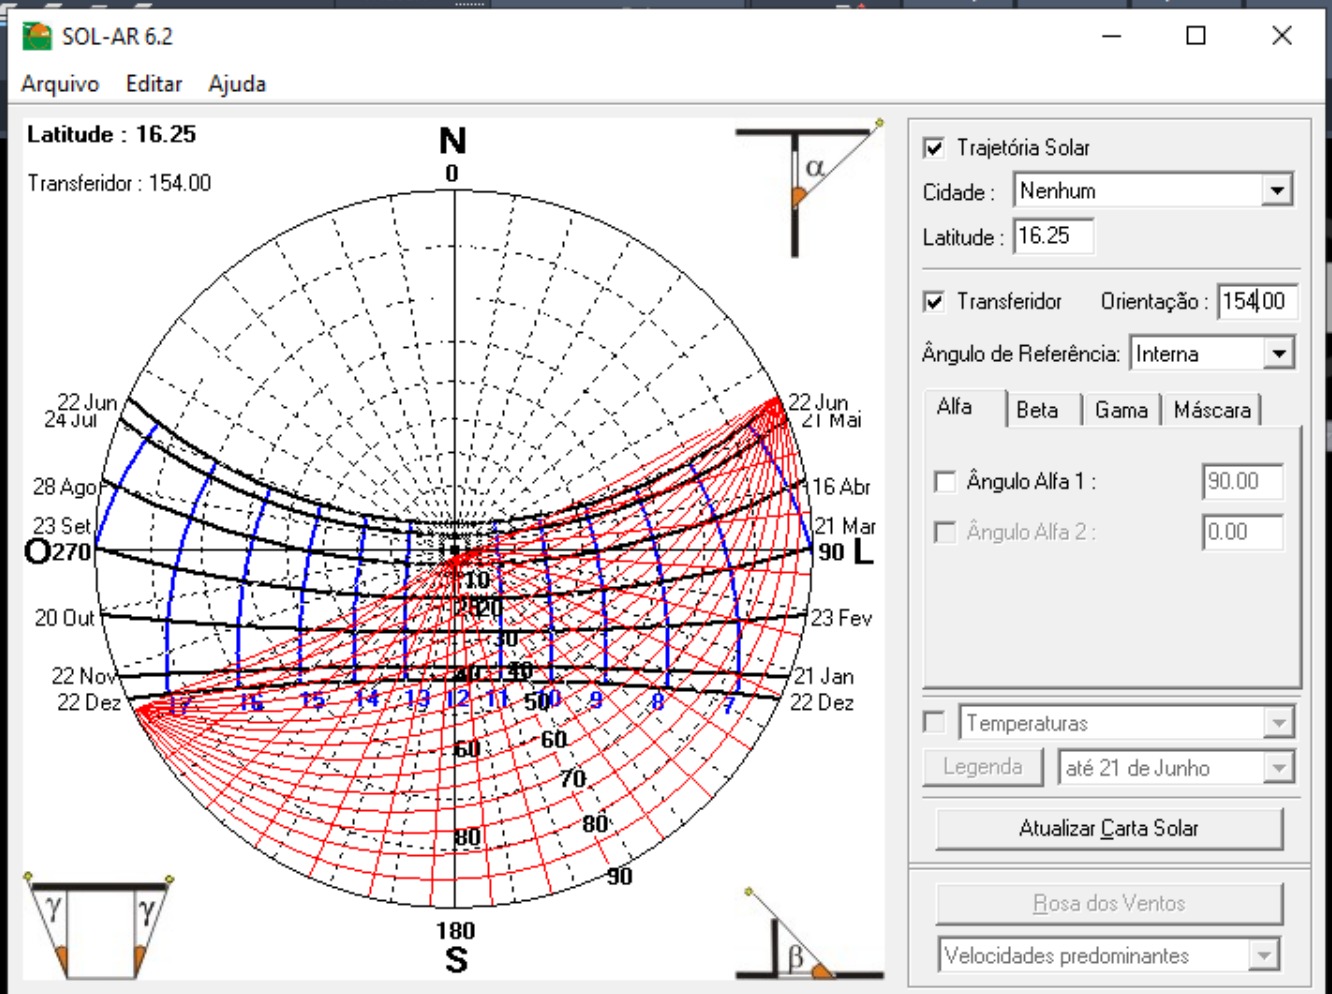 SOL-AR 6.2
Arquivo Editar Ajuda
Latitude : 16.25
Transferidor : 154.00
N
0
α
22 Jun
24 Jul
28 Ago
23 Set
O 270
20 Out
22 Nov
22 Dez
22 Jun
21 Mai
16 Abr
21 Mar
90 L
23 Fev
21 Jan
22 Dez
10
20
30
40 40
17 16 15 14 13 12 11 10 9 8 7
50
60 60
70
80 80
90
180
S
γ γ
β
Trajetória Solar
Cidade : Nenhum
Latitude : 16.25
Transferidor Orientação : 154.00
Ângulo de Referência: Interna
Alfa Beta Gama Máscara
Ângulo Alfa 1 : 90.00
Ângulo Alfa 2 : 0.00
Temperaturas
Legenda até 21 de Junho
Atualizar Carta Solar
Rosa dos Ventos
Velocidades predominantes